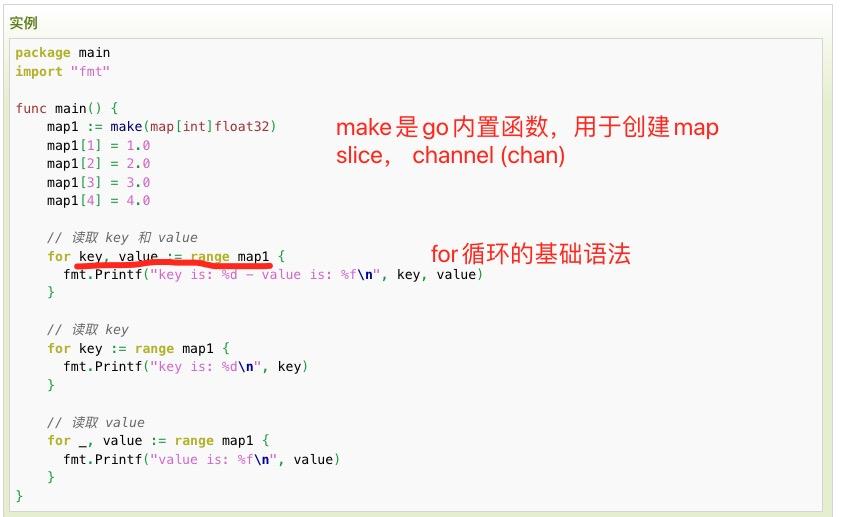 实例
package main
import "fmt"
func main() {
    map1 := make(map[int]float32)
    map1[1] = 1.0
    map1[2] = 2.0
    map1[3] = 3.0
    map1[4] = 4.0
make是go内置函数，用于创建map
slice， channel (chan)
    // 读取 key 和 value
    for key, value := range map1 {
for循环的基础语法
      fmt.Printf("key is: %d - value is: %f\n", key, value)
    }
    // 读取 key
    for key := range map1 {
      fmt.Printf("key is: %d\n", key)
    }
    // 读取 value
    for _, value := range map1 {
      fmt.Printf("value is: %f\n", value)
    }
}